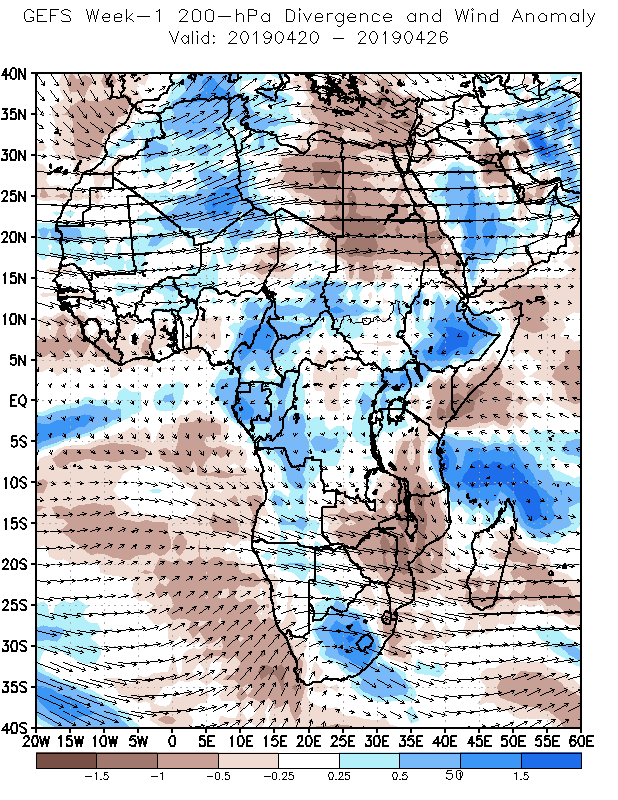 GEFS Week-1 200-hPa Divergence and Wind Anomaly
Valid: 20190420 - 20190426
40N
35N
30N
25N
20N
15N
10N
5N
EQ
5S
10S
15S
20S
25S
30S
35S
40S
20W 15W 10W 5W 0 5E 10E 15E 20E 25E 30E 35E 40E 45E 50E 55E 60E
-1.5 -1 -0.5 -0.25 0.25 0.5 50 1.5